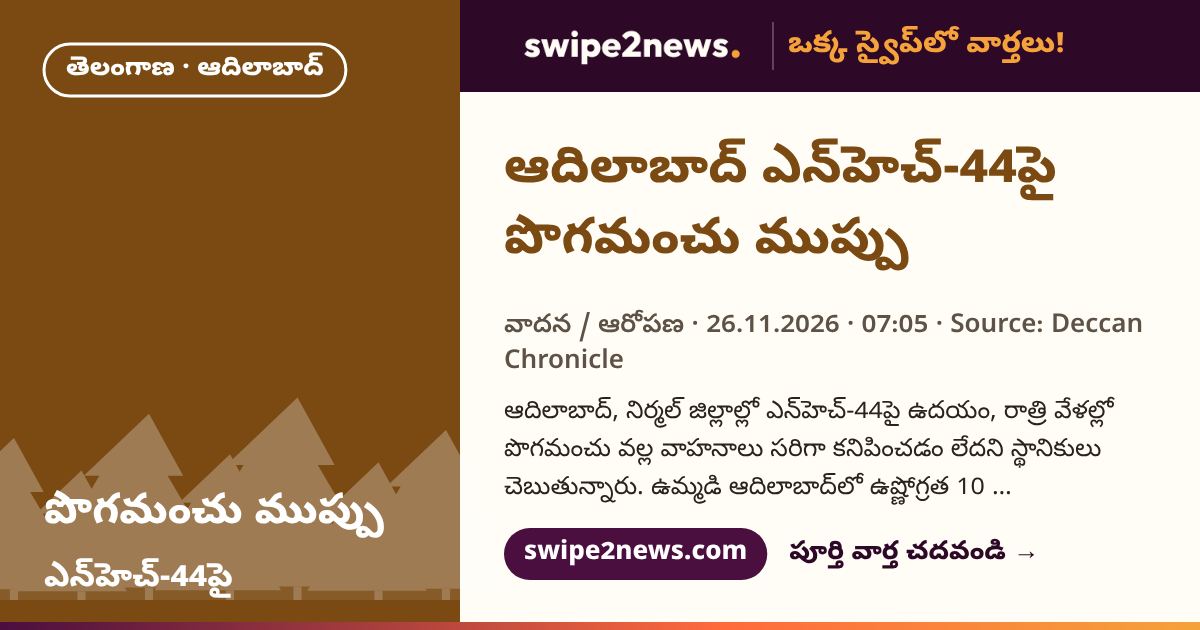 తెలంగాణ · ఆదిలాబాద్
swipe2news.
ఒక్క స్వైప్‌లో వార్తలు!
ఆదిలాబాద్ ఎన్‌హెచ్-44పై
పొగమంచు ముప్పు
వాదన / ఆరోపణ · 26.11.2026 · 07:05 · Source: Deccan
Chronicle
ఆదిలాబాద్, నిర్మల్ జిల్లాల్లో ఎన్‌హెచ్-44పై ఉదయం, రాత్రి వేళల్లో
పొగమంచు వల్ల వాహనాలు సరిగా కనిపించడం లేదని స్థానికులు
చెబుతున్నారు. ఉమ్మడి ఆదిలాబాద్‌లో ఉష్ణోగ్రత 10 ...
పొగమంచు ముప్పు
ఎన్‌హెచ్-44పై
swipe2news.com
పూర్తి వార్త చదవండి →